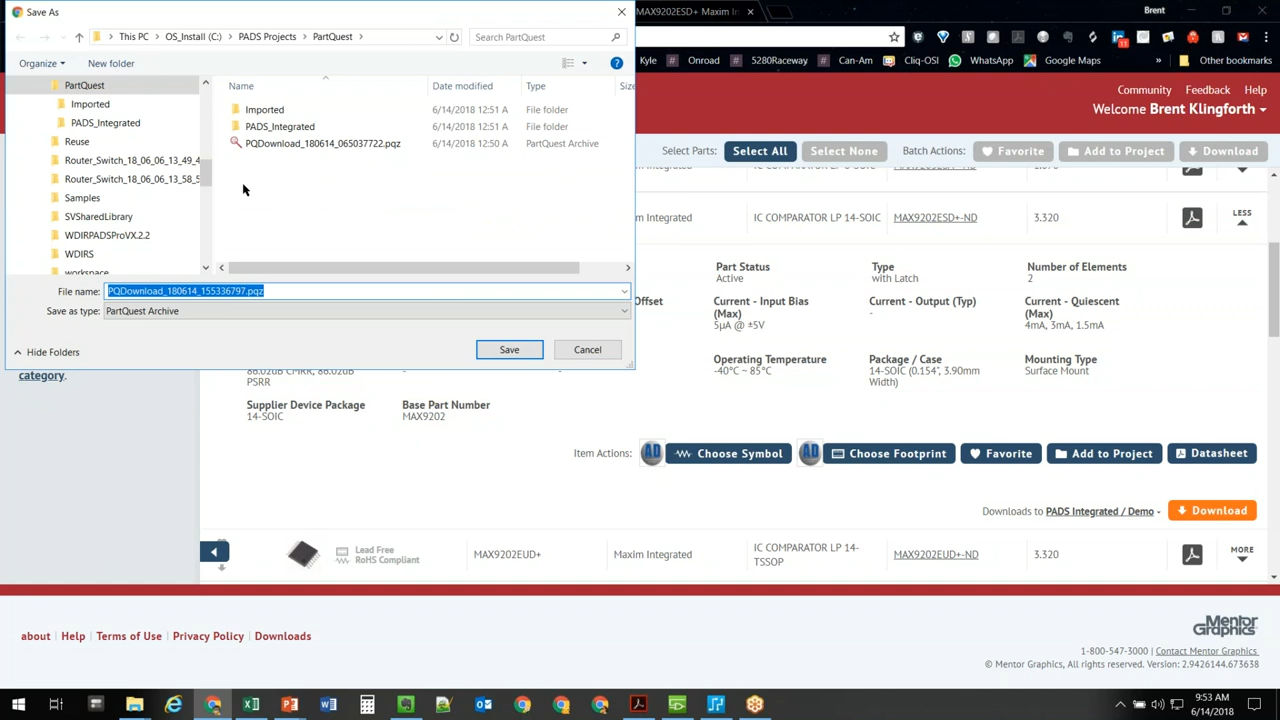 Save As
MAX9202ESD+ Maxim In
Brent
This PC > OS_Install (C:) > PADS Projects > PartQuest >
Search PartQuest
Kyle Onroad 5280Raceway Can-Am Cliq-OSI WhatsApp Google Maps Other bookmarks
Organize
New folder
Name
Date modified
Type
Size
PartQuest
Imported
PADS_Integrated
Reuse
Router_Switch_18_06_06_13_49_4
Router_Switch_18_06_06_13_58_5
Samples
SVSharedLibrary
WDIRPADSProVX.2.2
WDIRS
workspace
Imported 6/14/2018 12:51 A File folder
PADS_Integrated 6/14/2018 12:51 A File folder
PQDownload_180614_065037722.pqz 6/14/2018 12:50 A PartQuest Archive
File name: PQDownload_180614_155336797.pqz
Save as type: PartQuest Archive
Hide Folders
Save
Cancel
Community Feedback Help
Welcome Brent Klingforth
Select Parts: Select All Select None Batch Actions: Favorite Add to Project Download
m Integrated IC COMPARATOR LP 14-SOIC MAX9202ESD+-ND 3.320 LESS
Part Status
Active
Type
with Latch
Number of Elements
2
Offset
Current - Input Bias
(Max)
5µA @ ±5V
Current - Output (Typ)
-
Current - Quiescent
(Max)
4mA, 3mA, 1.5mA
Operating Temperature
-40°C ~ 85°C
Package / Case
14-SOIC (0.154", 3.90mm
Width)
Mounting Type
Surface Mount
category.
86.02dB CMRR, 86.02dB
PSRR
-
-
Supplier Device Package
14-SOIC
Base Part Number
MAX9202
Item Actions: AD Choose Symbol AD Choose Footprint Favorite Add to Project Datasheet
Downloads to PADS Integrated / Demo Download
Lead Free
RoHS Compliant
MAX9202EUD+
Maxim Integrated
IC COMPARATOR LP 14-
TSSOP
MAX9202EUD+-ND
3.320
MORE
about Help Terms of Use Privacy Policy Downloads
Mentor
Graphics
1-800-547-3000 | Contact Mentor Graphics
© Mentor Graphics, All rights reserved. Version: 2.9426144.673638
9:53 AM
6/14/2018